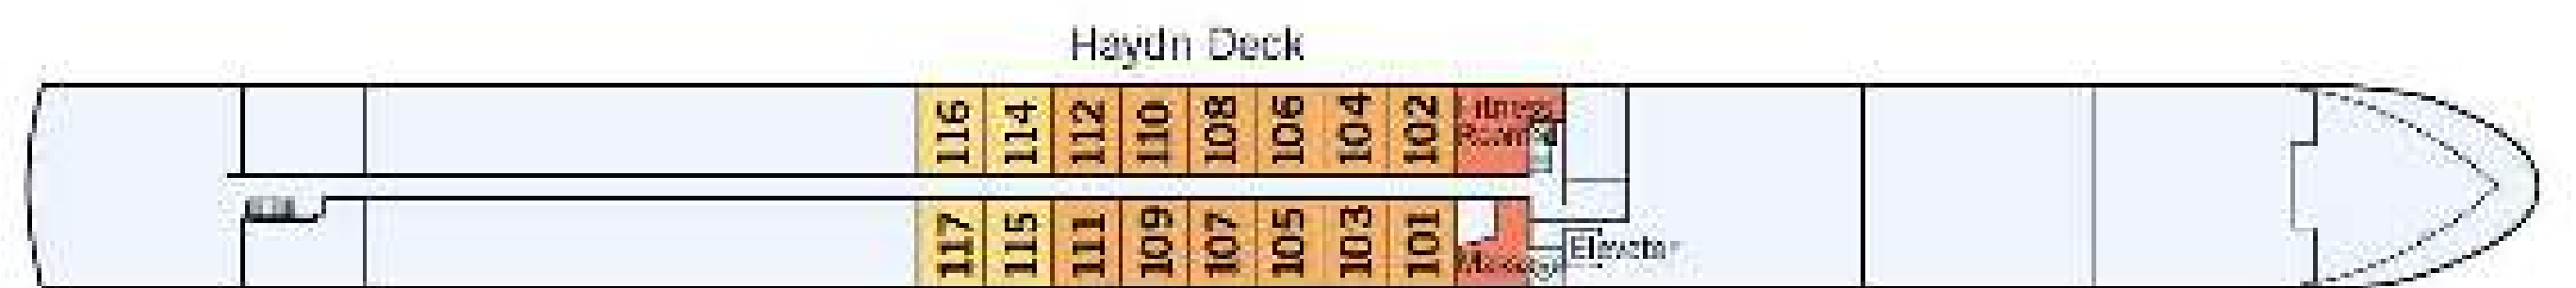 Haydn Deck
116 114 112 110 108 106 104 102 Fitness
Room
117 115 111 109 107 105 103 101 Massage Elevator